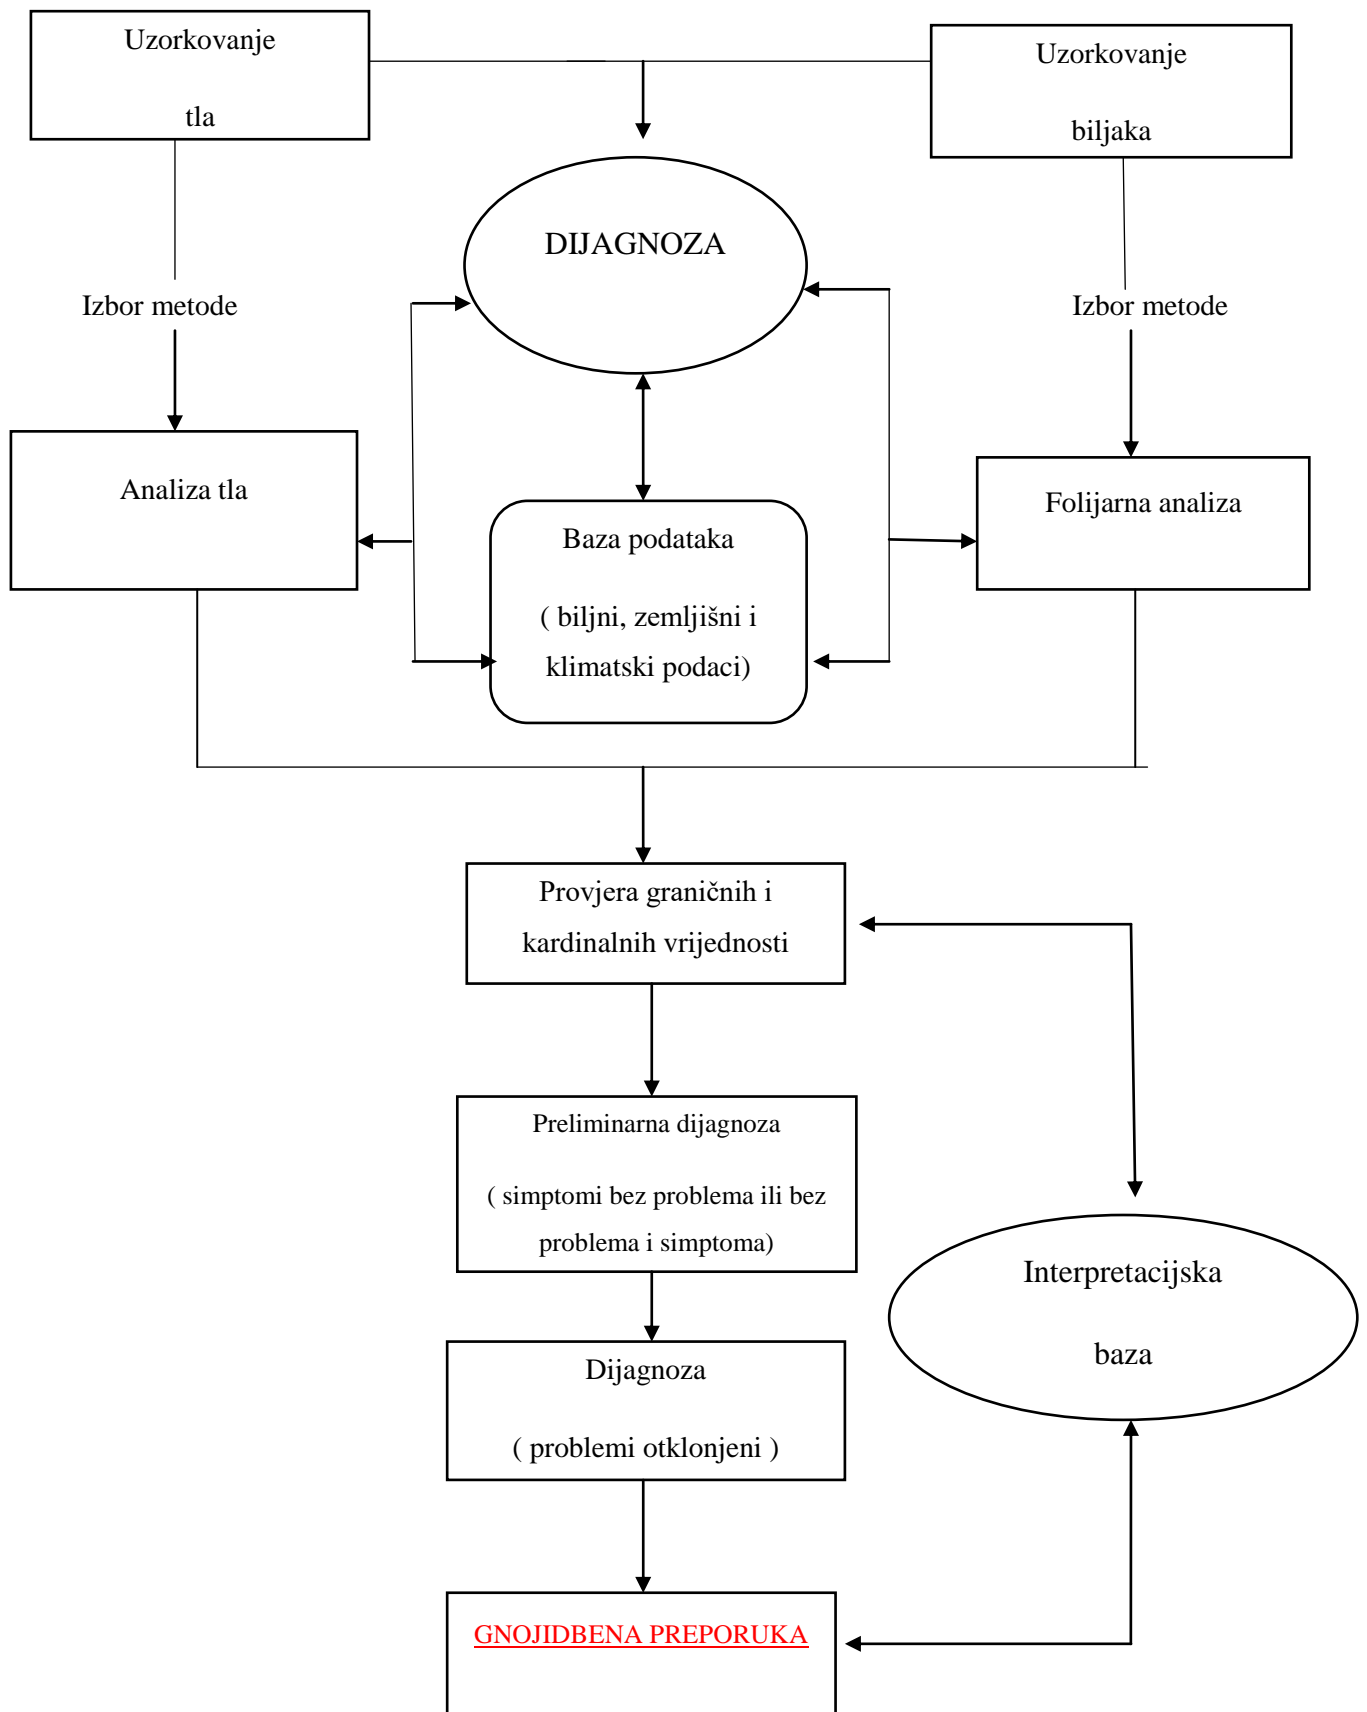 Uzorkovanje
tla
Uzorkovanje
biljaka
DIJAGNOZA
Izbor metode
Izbor metode
Analiza tla
Folijarna analiza
Baza podataka
( biljni, zemljišni i
klimatski podaci)
Provjera graničnih i
kardinalnih vrijednosti
Preliminarna dijagnoza
( simptomi bez problema ili bez
problema i simptoma)
Interpretacijska
baza
Dijagnoza
( problemi otklonjeni )
GNOJIDBENA PREPORUKA